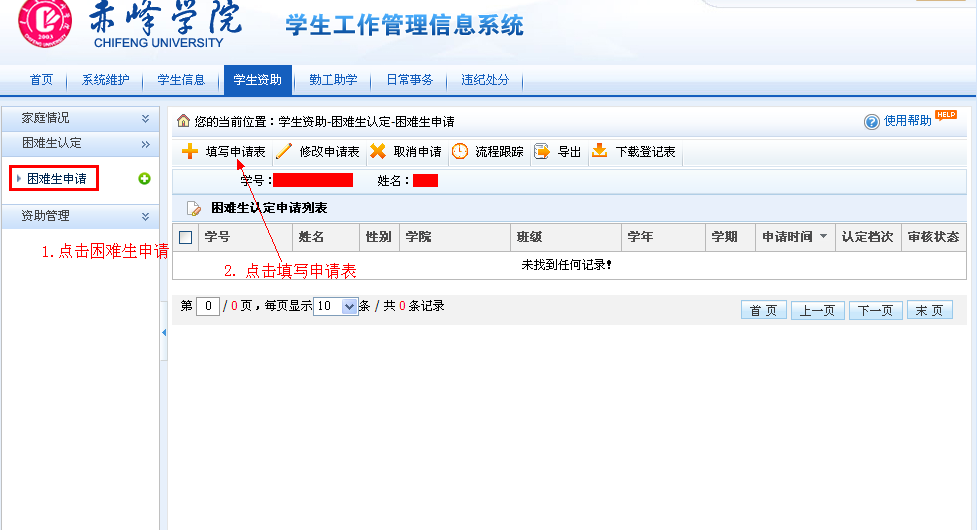 赤峰学院
CHIFENG UNIVERSITY
2003
学生工作管理信息系统
首页 系统维护 学生信息 学生资助 勤工助学 日常事务 违纪处分
家庭情况
困难生认定
困难生申请
资助管理
1.点击困难生申请
您的当前位置：学生资助-困难生认定-困难生申请
使用帮助 HELP
填写申请表 修改申请表 取消申请 流程跟踪 导出 下载登记表
学号： 姓名：
困难生认定申请列表
学号 姓名 性别 学院 班级 学年 学期 申请时间 认定档次 审核状态
未找到任何记录！
2. 点击填写申请表
第 0 / 0 页，每页显示 10 条 / 共 0 条记录
首 页 上一页 下一页 末 页